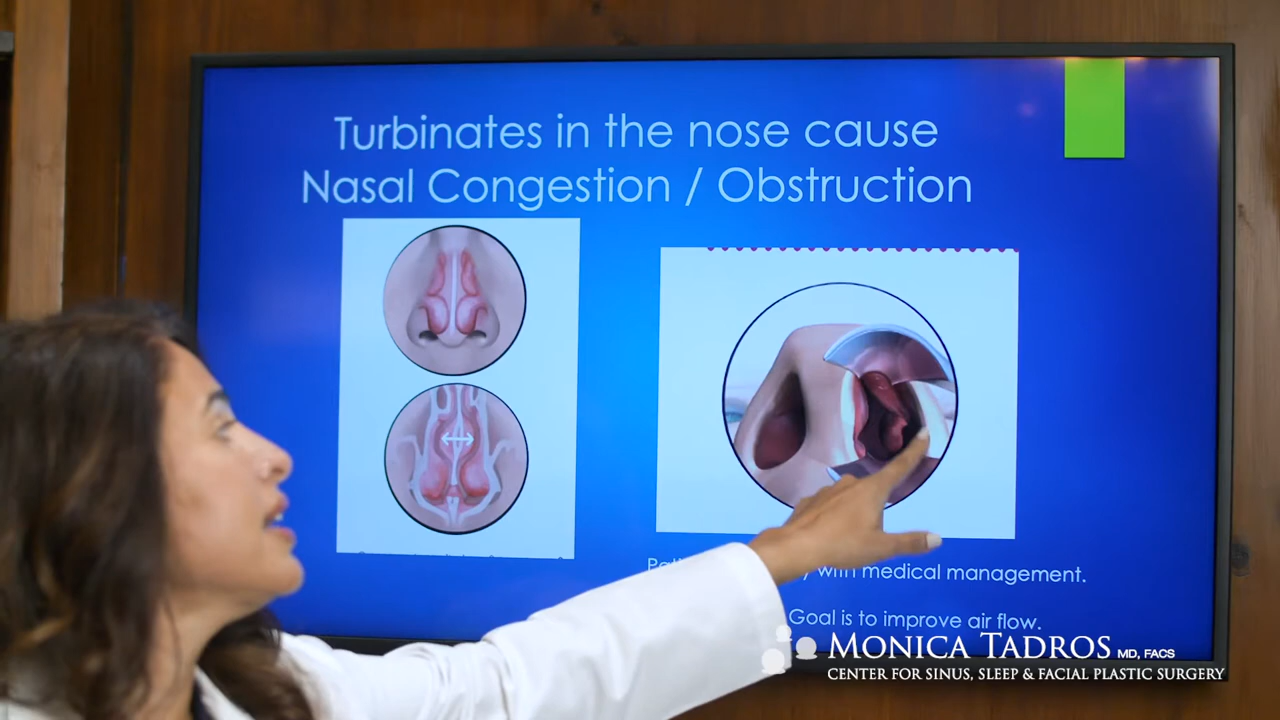 Turbinates in the nose cause
Nasal Congestion / Obstruction
with medical management.
Goal is to improve air flow.
MONICA TADROS MD, FACS
CENTER FOR SINUS, SLEEP & FACIAL PLASTIC SURGERY